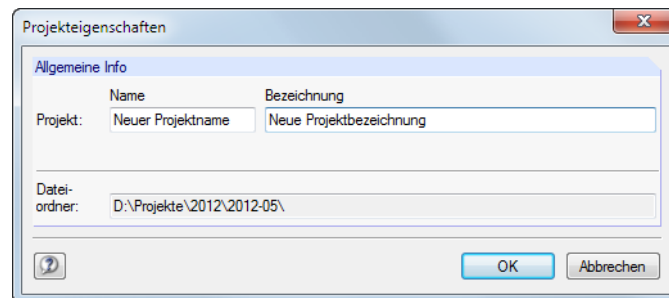 Projekteigenschaften
Allgemeine Info
Name Bezeichnung
Projekt: Neuer Projektname Neue Projektbezeichnung
Datei-
ordner: D:\Projekte\2012\2012-05\
OK Abbrechen